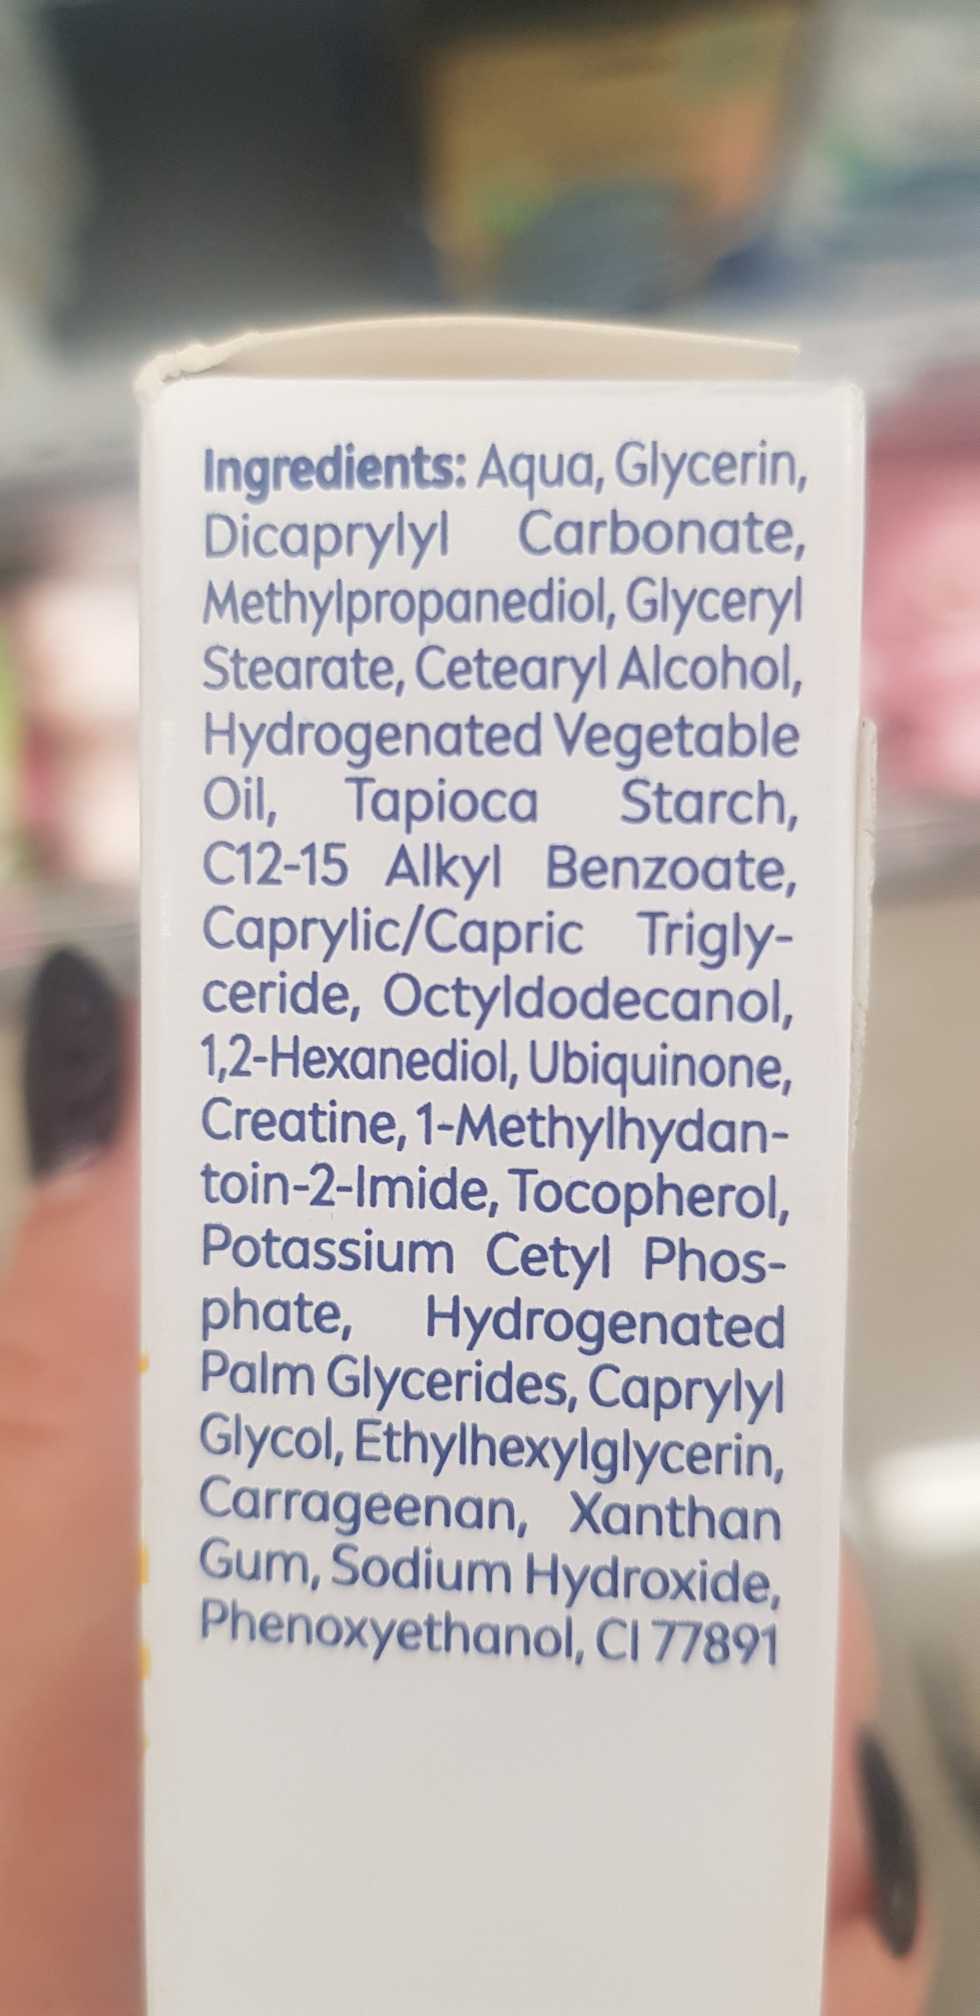 Ingredients: Aqua, Glycerin,
Dicaprylyl Carbonate,
Methylpropanediol, Glyceryl
Stearate, Cetearyl Alcohol,
Hydrogenated Vegetable
Oil, Tapioca Starch,
C12-15 Alkyl Benzoate,
Caprylic/Capric Trigly-
ceride, Octyldodecanol,
1,2-Hexanediol, Ubiquinone,
Creatine, 1-Methylhydan-
toin-2-Imide, Tocopherol,
Potassium Cetyl Phos-
phate, Hydrogenated
Palm Glycerides, Caprylyl
Glycol, Ethylhexylglycerin,
Carrageenan, Xanthan
Gum, Sodium Hydroxide,
Phenoxyethanol, CI 77891